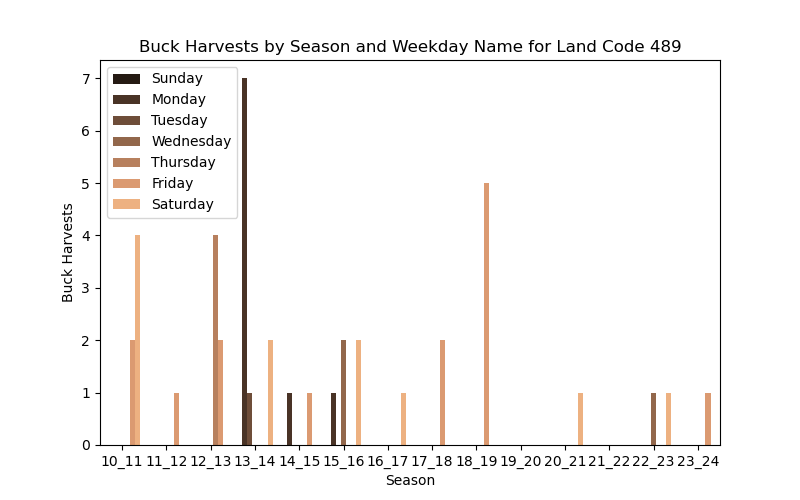 Buck Harvests by Season and Weekday Name for Land Code 489
Buck Harvests
7
6
5
4
3
2
1
0
Sunday
Monday
Tuesday
Wednesday
Thursday
Friday
Saturday
10_11 11_12 12_13 13_14 14_15 15_16 16_17 17_18 18_19 19_20 20_21 21_22 22_23 23_24
Season